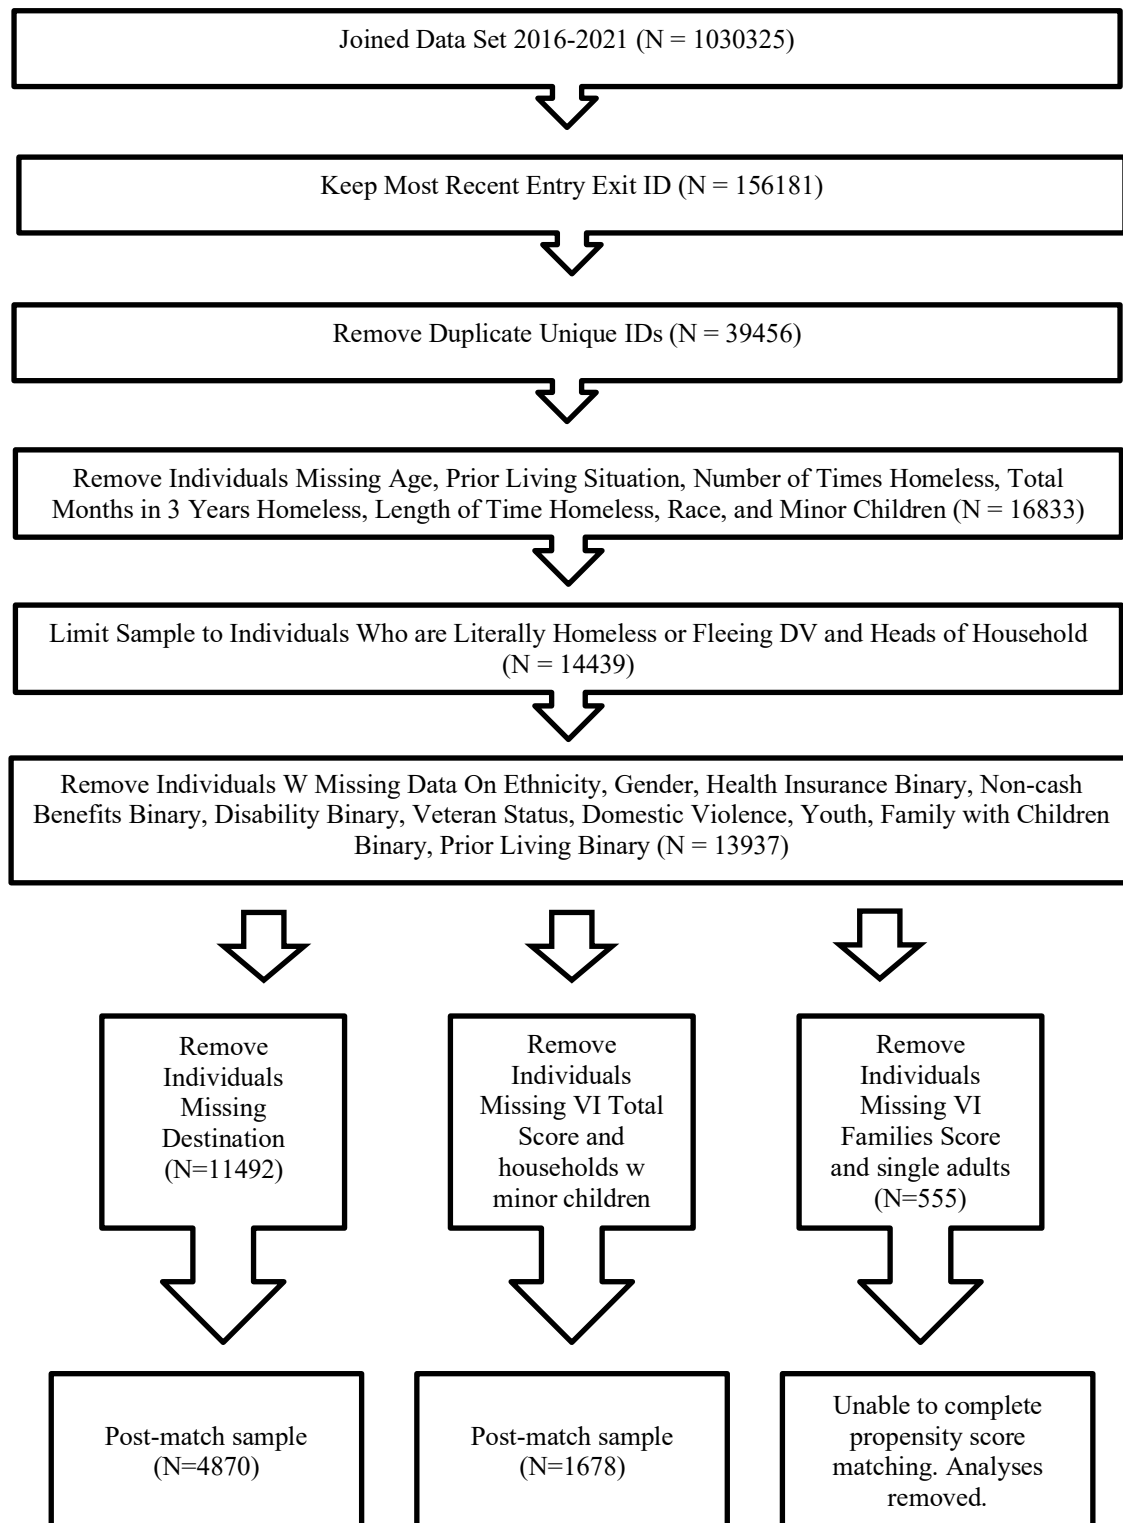 Joined Data Set 2016-2021 (N = 1030325)
Keep Most Recent Entry Exit ID (N = 156181)
Remove Duplicate Unique IDs (N = 39456)
Remove Individuals Missing Age, Prior Living Situation, Number of Times Homeless, Total
Months in 3 Years Homeless, Length of Time Homeless, Race, and Minor Children (N = 16833)
Limit Sample to Individuals Who are Literally Homeless or Fleeing DV and Heads of Household
(N = 14439)
Remove Individuals W Missing Data On Ethnicity, Gender, Health Insurance Binary, Non-cash
Benefits Binary, Disability Binary, Veteran Status, Domestic Violence, Youth, Family with Children
Binary, Prior Living Binary (N = 13937)
Remove
Individuals
Missing
Destination
(N=11492)
Remove
Individuals
Missing VI Total
Score and
households w
minor children
Remove
Individuals
Missing VI
Families Score
and single adults
(N=555)
Post-match sample
(N=4870)
Post-match sample
(N=1678)
Unable to complete
propensity score
matching. Analyses
removed.